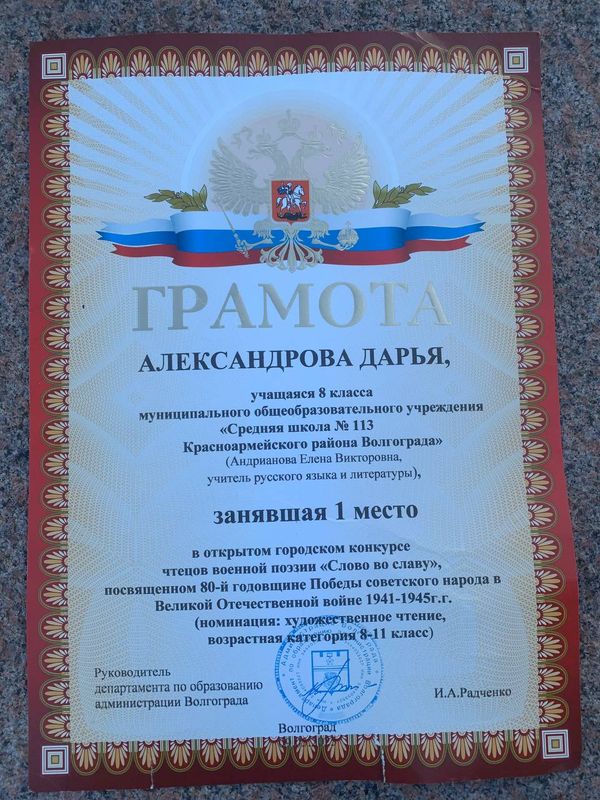 ГРАМОТА
АЛЕКСАНДРОВА ДАРЬЯ,
учащаяся 8 класса
муниципального общеобразовательного учреждения
«Средняя школа № 113
Красноармейского района Волгограда»
(Андрианова Елена Викторовна,
учитель русского языка и литературы),
занявшая 1 место
в открытом городском конкурсе
чтецов военной поэзии «Слово во славу»,
посвященном 80-й годовщине Победы советского народа в
Великой Отечественной войне 1941-1945г.г.
(номинация: художественное чтение,
возрастная категория 8-11 класс)
Руководитель
департамента по образованию
администрации Волгограда
И.А.Радченко
Волгоград